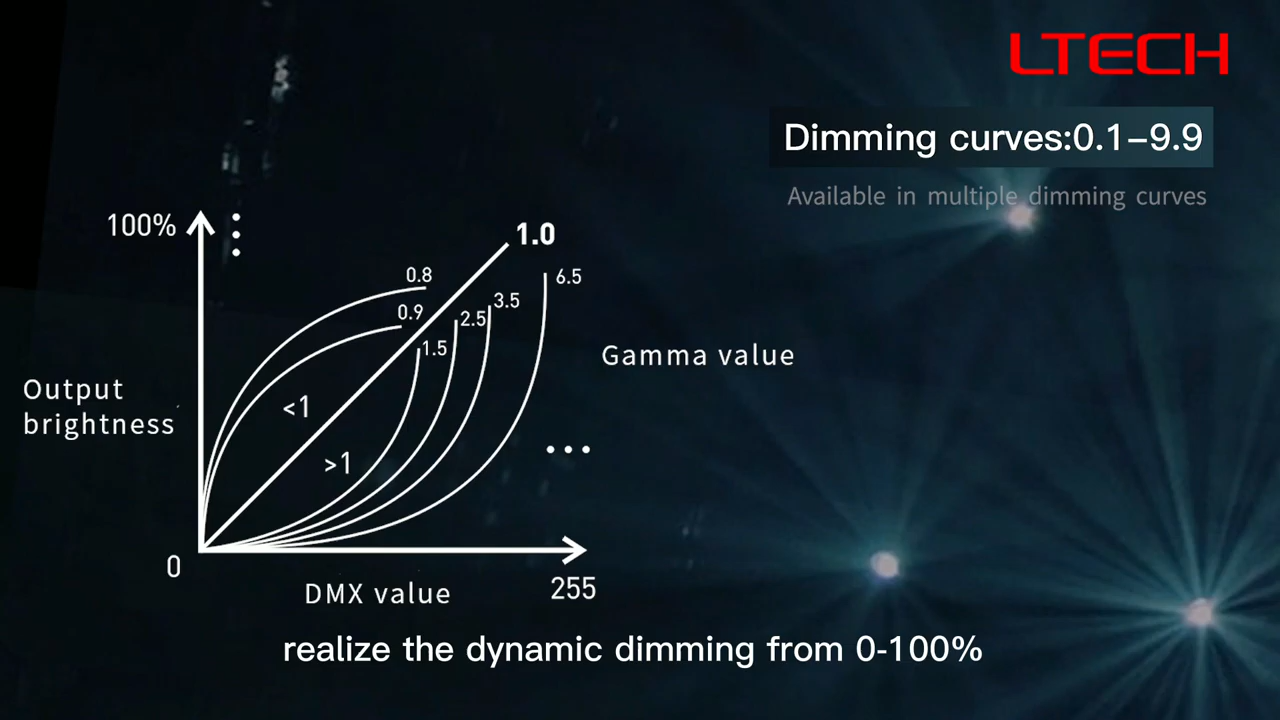 LTECH
Dimming curves:0.1–9.9
Available in multiple dimming curves
100%
1.0
0.8
6.5
3.5
0.9
2.5
1.5
Gamma value
Output
brightness
<1
>1
0
255
DMX value
realize the dynamic dimming from 0-100%